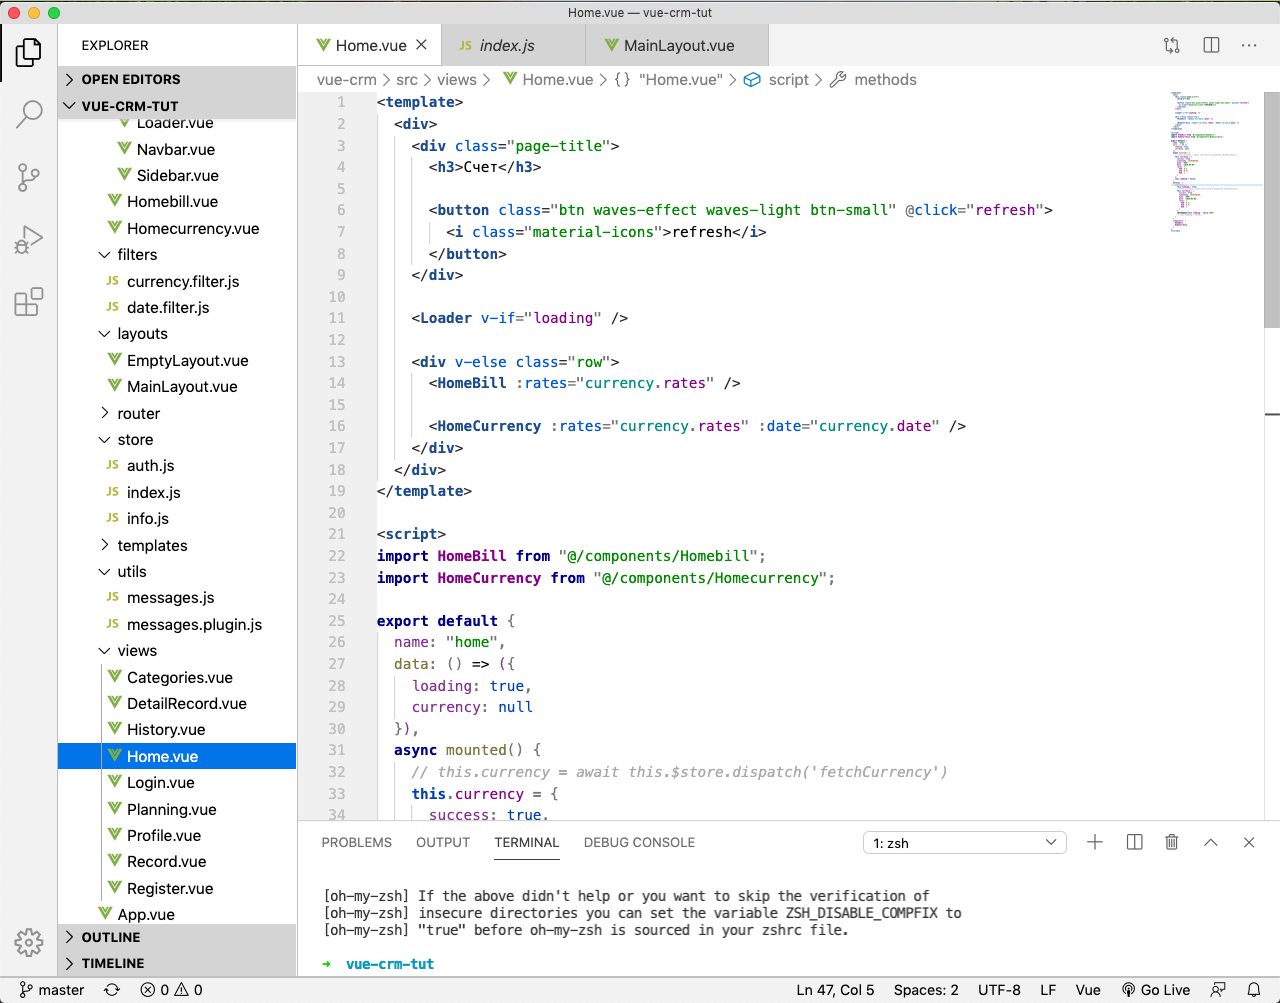 Home.vue — vue-crm-tut
EXPLORER
OPEN EDITORS
VUE-CRM-TUT
Loader.vue
Navbar.vue
Sidebar.vue
Homebill.vue
Homecurrency.vue
filters
JS currency.filter.js
JS date.filter.js
layouts
EmptyLayout.vue
MainLayout.vue
router
store
JS auth.js
JS index.js
JS info.js
templates
utils
JS messages.js
JS messages.plugin.js
views
Categories.vue
DetailRecord.vue
History.vue
Home.vue
Login.vue
Planning.vue
Profile.vue
Record.vue
Register.vue
App.vue
OUTLINE
TIMELINE
Home.vue JS index.js MainLayout.vue
vue-crm > src > views > Home.vue > {} "Home.vue" > script > methods
1 <template>
2 <div>
3 <div class="page-title">
4 <h3>Счет</h3>
5
6 <button class="btn waves-effect waves-light btn-small" @click="refresh">
7 <i class="material-icons">refresh</i>
8 </button>
9 </div>
10
11 <Loader v-if="loading" />
12
13 <div v-else class="row">
14 <HomeBill :rates="currency.rates" />
15
16 <HomeCurrency :rates="currency.rates" :date="currency.date" />
17 </div>
18 </div>
19 </template>
20
21 <script>
22 import HomeBill from "@/components/Homebill";
23 import HomeCurrency from "@/components/Homecurrency";
24
25 export default {
26 name: "home",
27 data: () => ({
28 loading: true,
29 currency: null
30 }),
31 async mounted() {
32 // this.currency = await this.$store.dispatch('fetchCurrency')
33 this.currency = {
34 success: true,
PROBLEMS OUTPUT TERMINAL DEBUG CONSOLE 1: zsh
[oh-my-zsh] If the above didn't help or you want to skip the verification of
[oh-my-zsh] insecure directories you can set the variable ZSH_DISABLE_COMPFIX to
[oh-my-zsh] "true" before oh-my-zsh is sourced in your zshrc file.
→ vue-crm-tut
master 0 0 Ln 47, Col 5 Spaces: 2 UTF-8 LF Vue Go Live